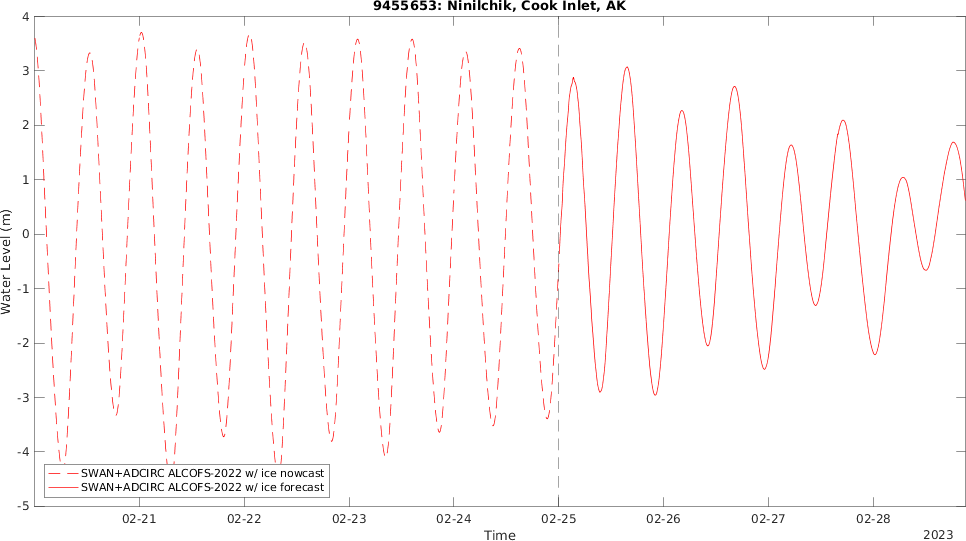 9455653: Ninilchik, Cook Inlet, AK
4
3
2
1
0
-1
-2
-3
-4
-5
Water Level (m)
SWAN+ADCIRC ALCOFS-2022 w/ ice nowcast
SWAN+ADCIRC ALCOFS-2022 w/ ice forecast
02-21 02-22 02-23 02-24 02-25 02-26 02-27 02-28
Time
2023